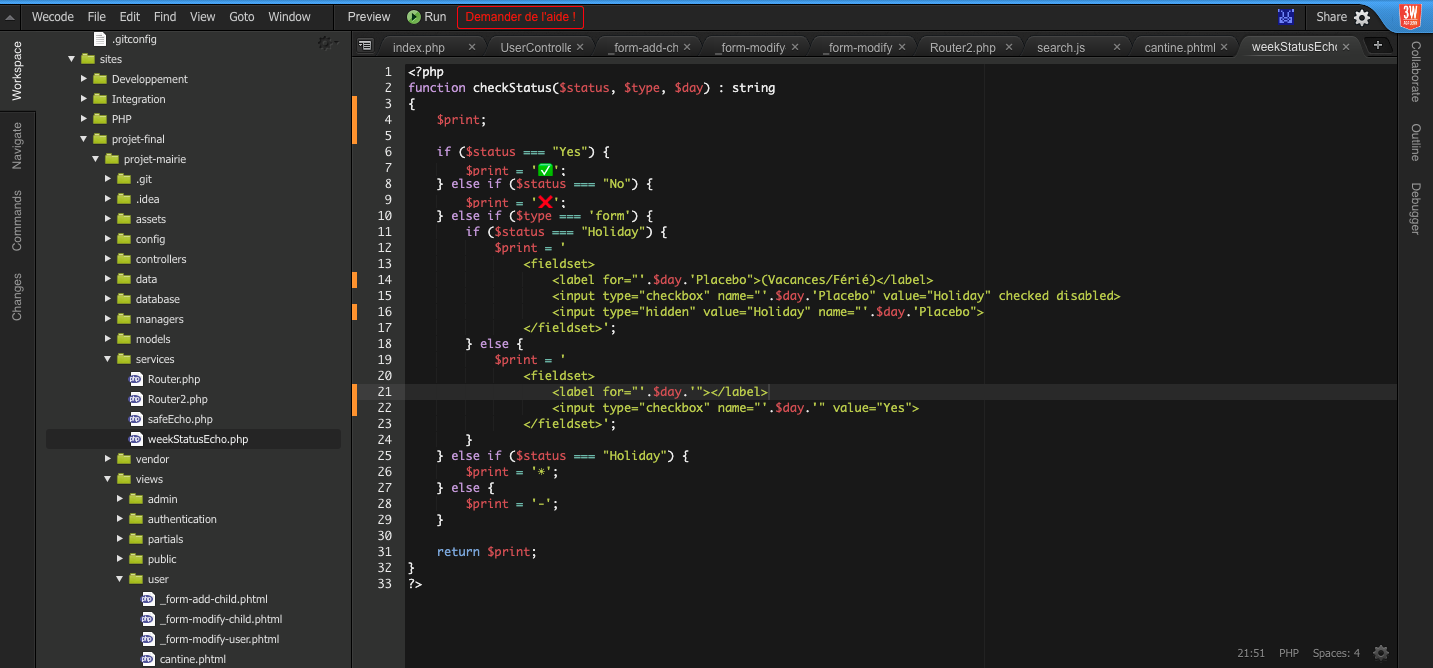 Wecode File Edit Find View Goto Window Preview Run Demander de l'aide ! Share 3W
Workspace
Navigate
Commands
Changes
.gitconfig
sites
Developpement
Integration
PHP
projet-final
projet-mairie
.git
.idea
assets
config
controllers
data
database
managers
models
services
Router.php
Router2.php
safeEcho.php
weekStatusEcho.php
vendor
views
admin
authentication
partials
public
user
_form-add-child.phtml
_form-modify-child.phtml
_form-modify-user.phtml
cantine.phtml
index.php × UserControlle × _form-add-ch × _form-modify × _form-modify × Router2.php × search.js × cantine.phtml × weekStatusEcho × +
1 <?php
2 function checkStatus($status, $type, $day) : string
3 {
4     $print;
5
6     if ($status === "Yes") {
7         $print = '✅';
8     } else if ($status === "No") {
9         $print = '❌';
10     } else if ($type === 'form') {
11         if ($status === "Holiday") {
12             $print = '
13                 <fieldset>
14                     <label for="'.$day.'Placebo">(Vacances/Férié)</label>
15                     <input type="checkbox" name="'.$day.'Placebo" value="Holiday" checked disabled>
16                     <input type="hidden" value="Holiday" name="'.$day.'Placebo">
17                 </fieldset>';
18         } else {
19             $print = '
20                 <fieldset>
21                     <label for="'.$day.'"></label>
22                     <input type="checkbox" name="'.$day.'" value="Yes">
23                 </fieldset>';
24         }
25     } else if ($status === "Holiday") {
26         $print = '*';
27     } else {
28         $print = '-';
29     }
30
31     return $print;
32 }
33 ?>
21:51 PHP Spaces: 4
Collaborate
Outline
Debugger